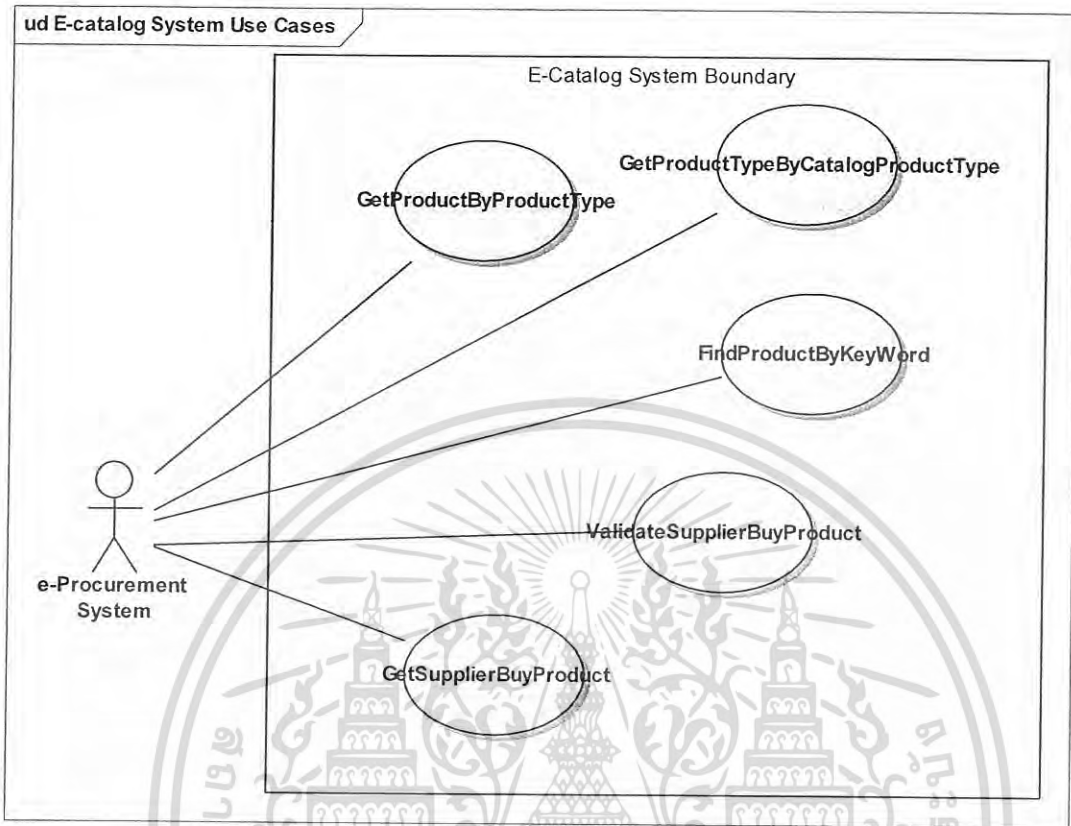 ud E-catalog System Use Cases
E-Catalog System Boundary
GetProductTypeByCatalogProductType
GetProductByProductType
FindProductByKeyWord
ValidateSupplierBuyProduct
e-Procurement
System
GetSupplierBuyProduct